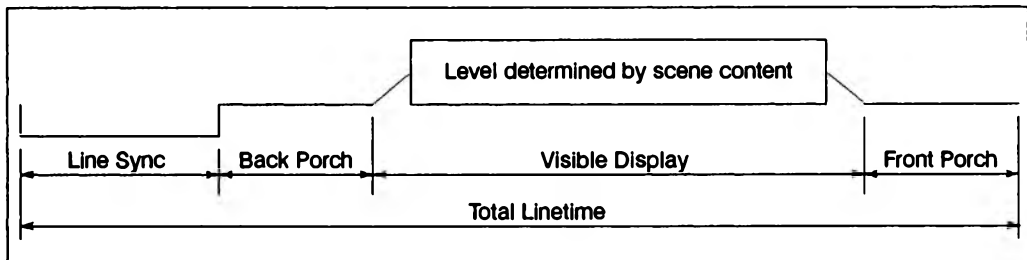 Level determined by scene content
Line Sync Back Porch Visible Display Front Porch
Total Linetime